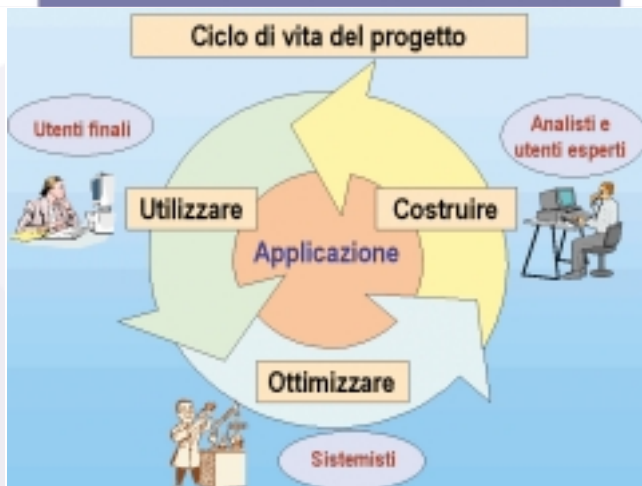 Ciclo di vita del progetto
Utenti finali
Analisti e
utenti esperti
Utilizzare
Costruire
Applicazione
Ottimizzare
Sistemisti